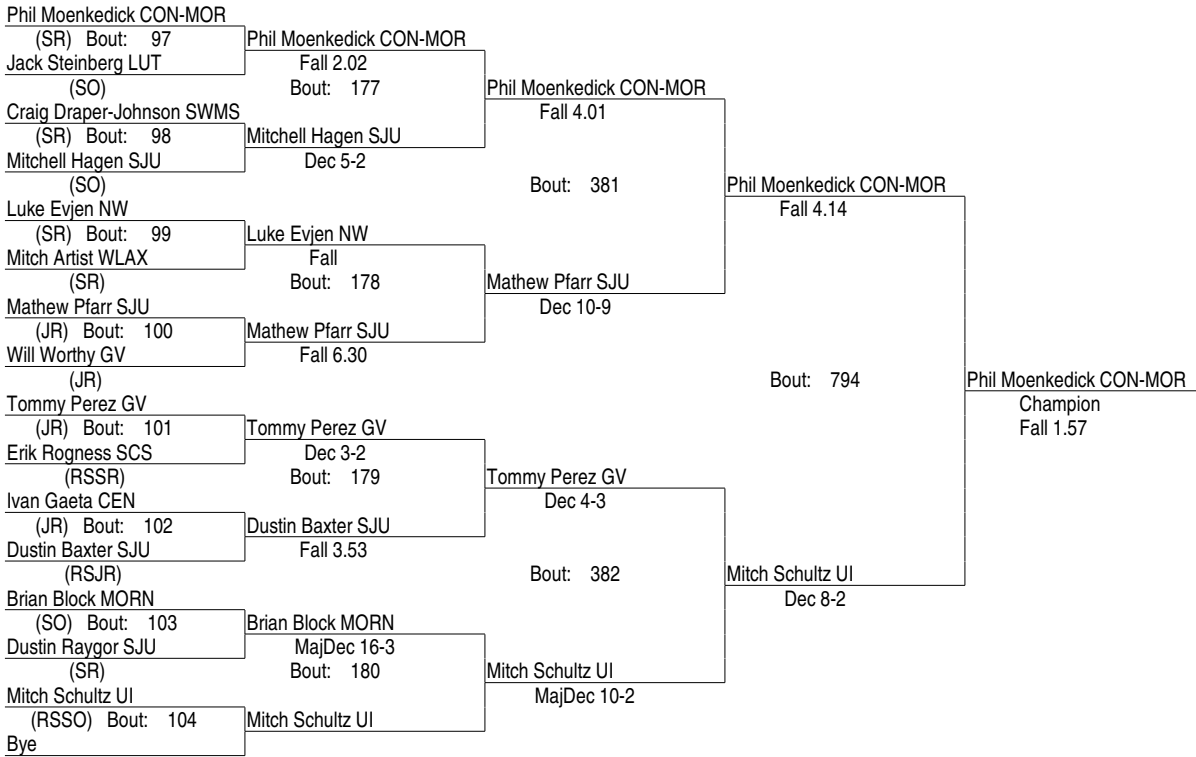 Phil Moenkedick CON-MOR
(SR) Bout: 97
Jack Steinberg LUT
(SO)
Craig Draper-Johnson SWMS
(SR) Bout: 98
Mitchell Hagen SJU
(SO)
Luke Evjen NW
(SR) Bout: 99
Mitch Artist WLAX
(SR)
Mathew Pfarr SJU
(JR) Bout: 100
Will Worthy GV
(JR)
Tommy Perez GV
(JR) Bout: 101
Erik Rogness SCS
(RSSR)
Ivan Gaeta CEN
(JR) Bout: 102
Dustin Baxter SJU
(RSJR)
Brian Block MORN
(SO) Bout: 103
Dustin Raygor SJU
(SR)
Mitch Schultz UI
(RSSO) Bout: 104
Bye
Phil Moenkedick CON-MOR
Fall 2.02
Bout: 177
Mitchell Hagen SJU
Dec 5-2
Luke Evjen NW
Fall
Bout: 178
Mathew Pfarr SJU
Fall 6.30
Tommy Perez GV
Dec 3-2
Bout: 179
Dustin Baxter SJU
Fall 3.53
Brian Block MORN
MajDec 16-3
Bout: 180
Mitch Schultz UI
Phil Moenkedick CON-MOR
Fall 4.01
Bout: 381
Mathew Pfarr SJU
Dec 10-9
Tommy Perez GV
Dec 4-3
Bout: 382
Mitch Schultz UI
MajDec 10-2
Phil Moenkedick CON-MOR
Fall 4.14
Bout: 794
Mitch Schultz UI
Dec 8-2
Phil Moenkedick CON-MOR
Champion
Fall 1.57